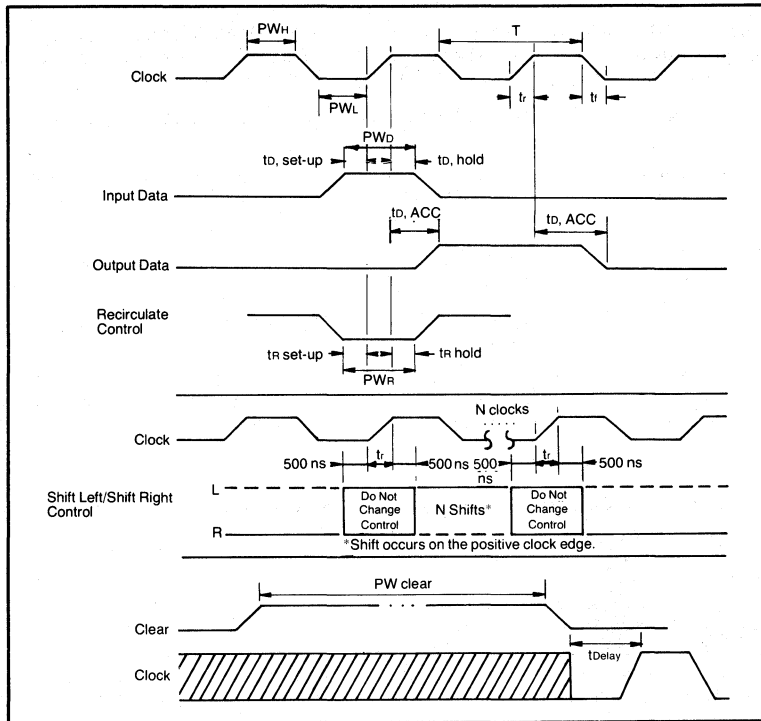 PWH
T
Clock
PWL
tr
tf
PWD
tD, set-up
tD, hold
Input Data
tD, ACC
tD, ACC
Output Data
Recirculate
Control
tR set-up
tR hold
PWR
N clocks
.....
Clock
tr
tr
500 ns
500 ns
500
ns
500 ns
Shift Left/Shift Right
Control
L
R
Do Not
Change
Control
N Shifts*
Do Not
Change
Control
*Shift occurs on the positive clock edge.
PW clear
. . .
Clear
tDelay
Clock